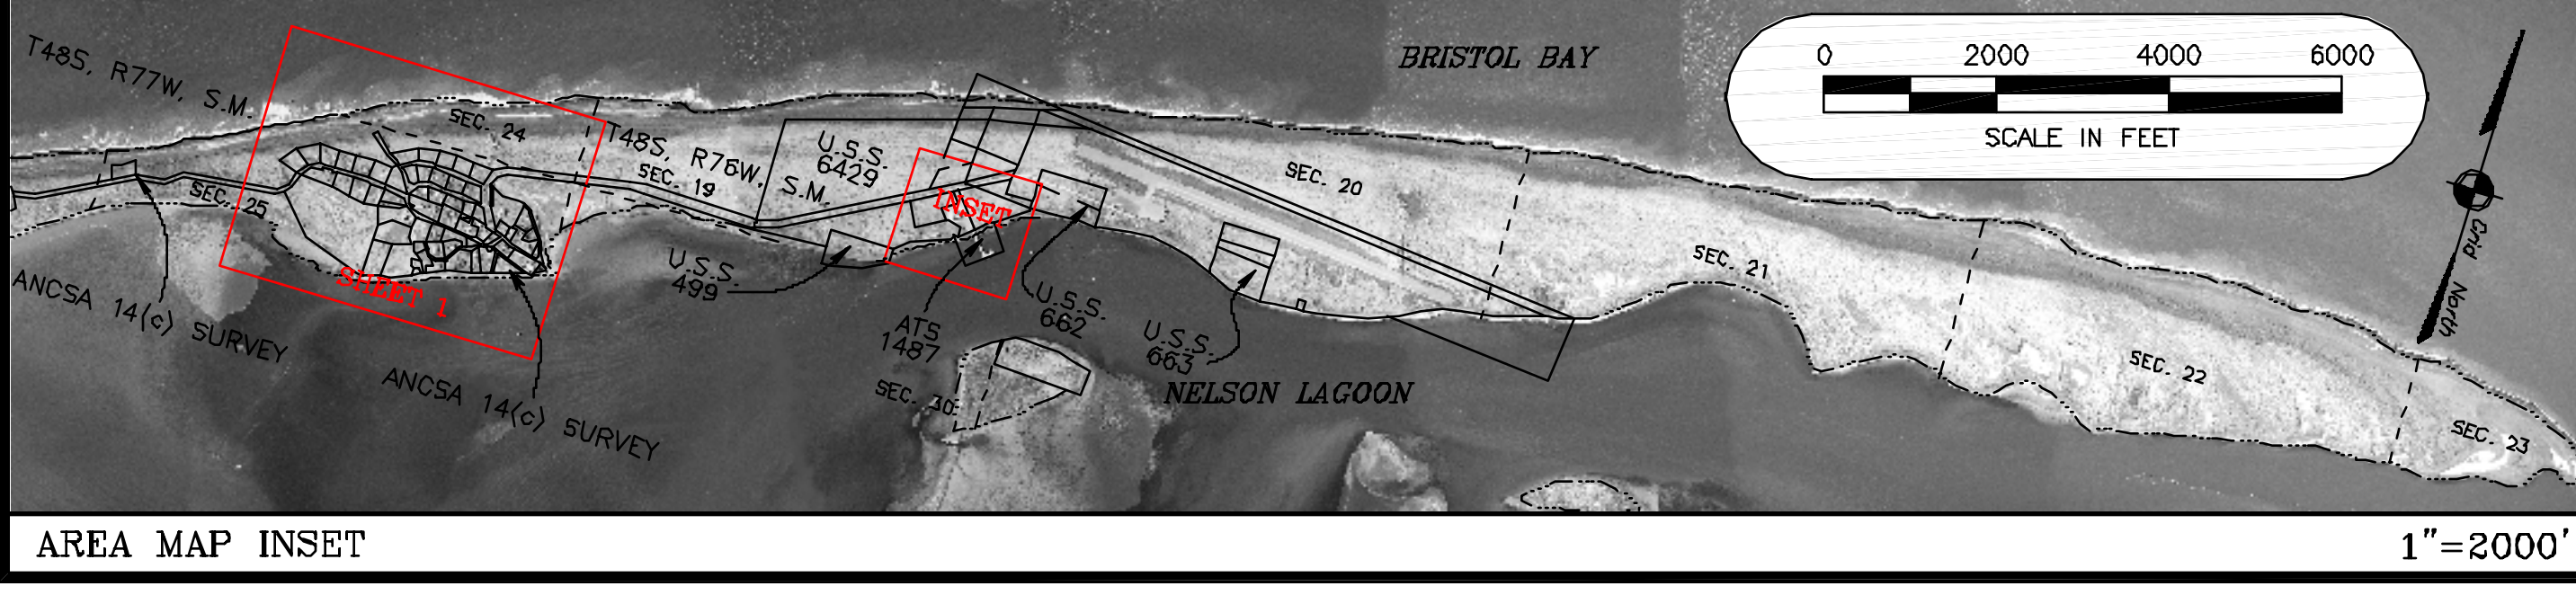 T48S, R77W, S.M.
BRISTOL BAY
0 2000 4000 6000
SCALE IN FEET
SEC. 24
T48S, R76W, S.M.
SEC. 19
U.S.S.
6429
SEC. 20
SEC. 25
INSET
SEC. 21
Grid North
ANCSA 14(c) SURVEY
SHEET 1
U.S.S.
499
ATS
1487
U.S.S.
662
U.S.S.
663
ANCSA 14(c) SURVEY
SEC. 30
NELSON LAGOON
SEC. 22
SEC. 23
AREA MAP INSET
1"=2000'